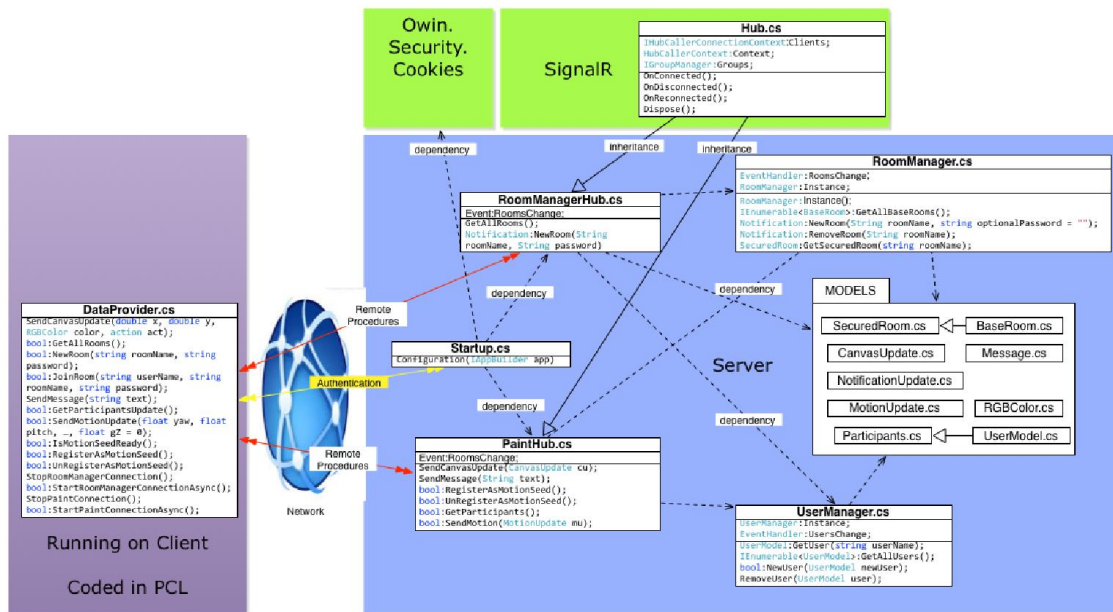 Owin.
Security.
Cookies
SignalR
Hub.cs
IHubCallerConnectionContext:Clients;
HubCallerContext:Context;
IGroupManager:Groups;
OnConnected();
OnDisconnected();
OnReconnected();
Dispose();
dependency
inheritance
inheritance
RoomManagerHub.cs
Event:RoomsChange;
GetAllRooms();
Notification:NewRoom(String
roomName, String password)
RoomManager.cs
EventHandler:RoomsChange;
RoomManager:Instance;
RoomManager:Instance();
IEnumerable<BaseRoom>:GetAllBaseRooms();
Notification:NewRoom(String roomName, string optionalPassword = "");
Notification:RemoveRoom(String roomName);
SecuredRoom:GetSecuredRoom(string roomName);
DataProvider.cs
SendCanvasUpdate(double x, double y,
RGBColor color, action act);
bool:GetAllRooms();
bool:NewRoom(string roomName, string
password);
bool:JoinRoom(string userName, string
roomName, string password);
SendMessage(string text);
bool:GetParticipantsUpdate();
bool:SendMotionUpdate(float yaw, float
pitch, …, float gZ = 0);
bool:IsMotionSeedReady();
bool:RegisterAsMotionSeed();
bool:UnRegisterAsMotionSeed();
StopRoomManagerConnection();
bool:StartRoomManagerConnectionAsync();
StopPaintConnection();
bool:StartPaintConnectionAsync();
Running on Client
Coded in PCL
Remote
Procedures
Authentication
Remote
Procedures
Network
dependency
Startup.cs
Configuration(IAppBuilder app)
dependency
dependency
dependency
Server
MODELS
SecuredRoom.cs
BaseRoom.cs
CanvasUpdate.cs
Message.cs
NotificationUpdate.cs
MotionUpdate.cs
RGBColor.cs
Participants.cs
UserModel.cs
PaintHub.cs
Event:RoomsChange;
SendCanvasUpdate(CanvasUpdate cu);
SendMessage(String text);
bool:RegisterAsMotionSeed();
bool:UnRegisterAsMotionSeed();
bool:GetParticipants();
bool:SendMotion(MotionUpdate mu);
UserManager.cs
UserManager:Instance;
EventHandler:UsersChange;
UserModel:GetUser(string userName);
IEnumerable<UserModel>:GetAllUsers();
bool:NewUser(UserModel mewUser);
RemoveUser(UserModel user);